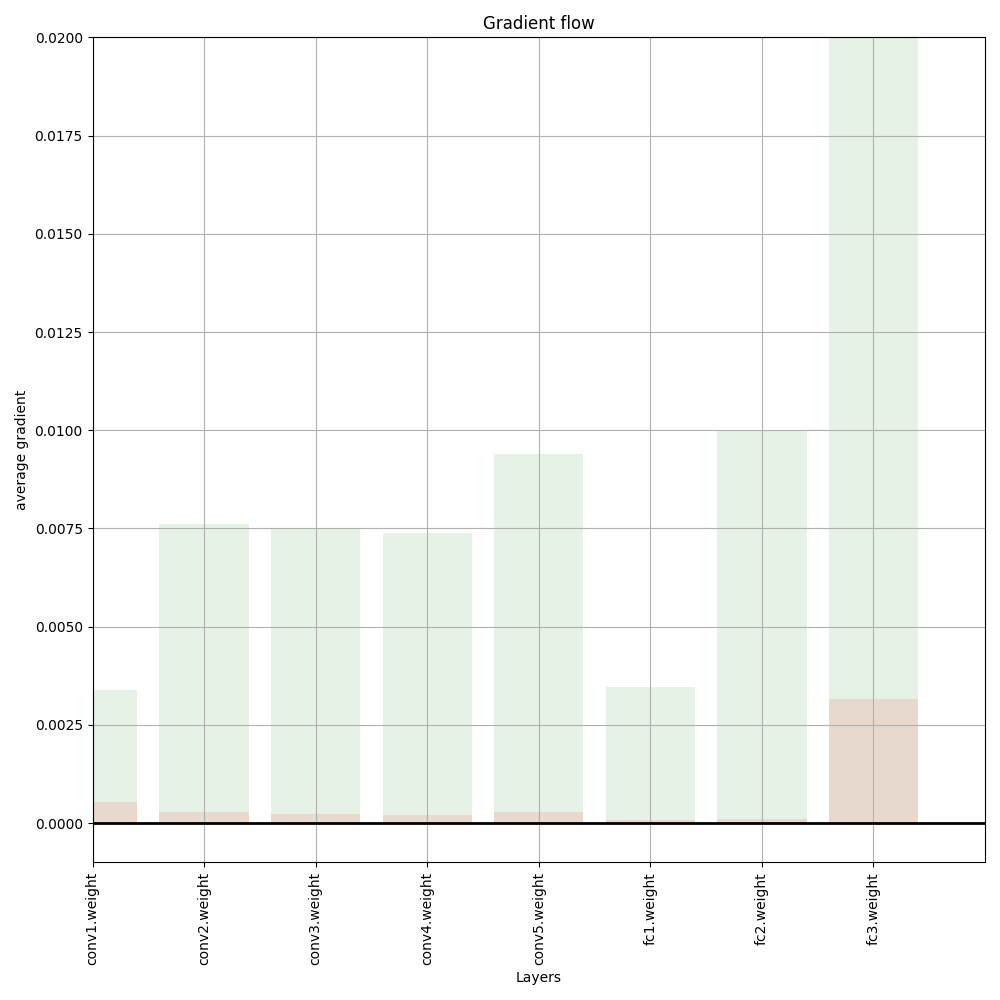 Gradient flow
0.0200
0.0175
0.0150
0.0125
0.0100
0.0075
0.0050
0.0025
0.0000
average gradient
conv1.weight
conv2.weight
conv3.weight
conv4.weight
conv5.weight
fc1.weight
fc2.weight
fc3.weight
Layers